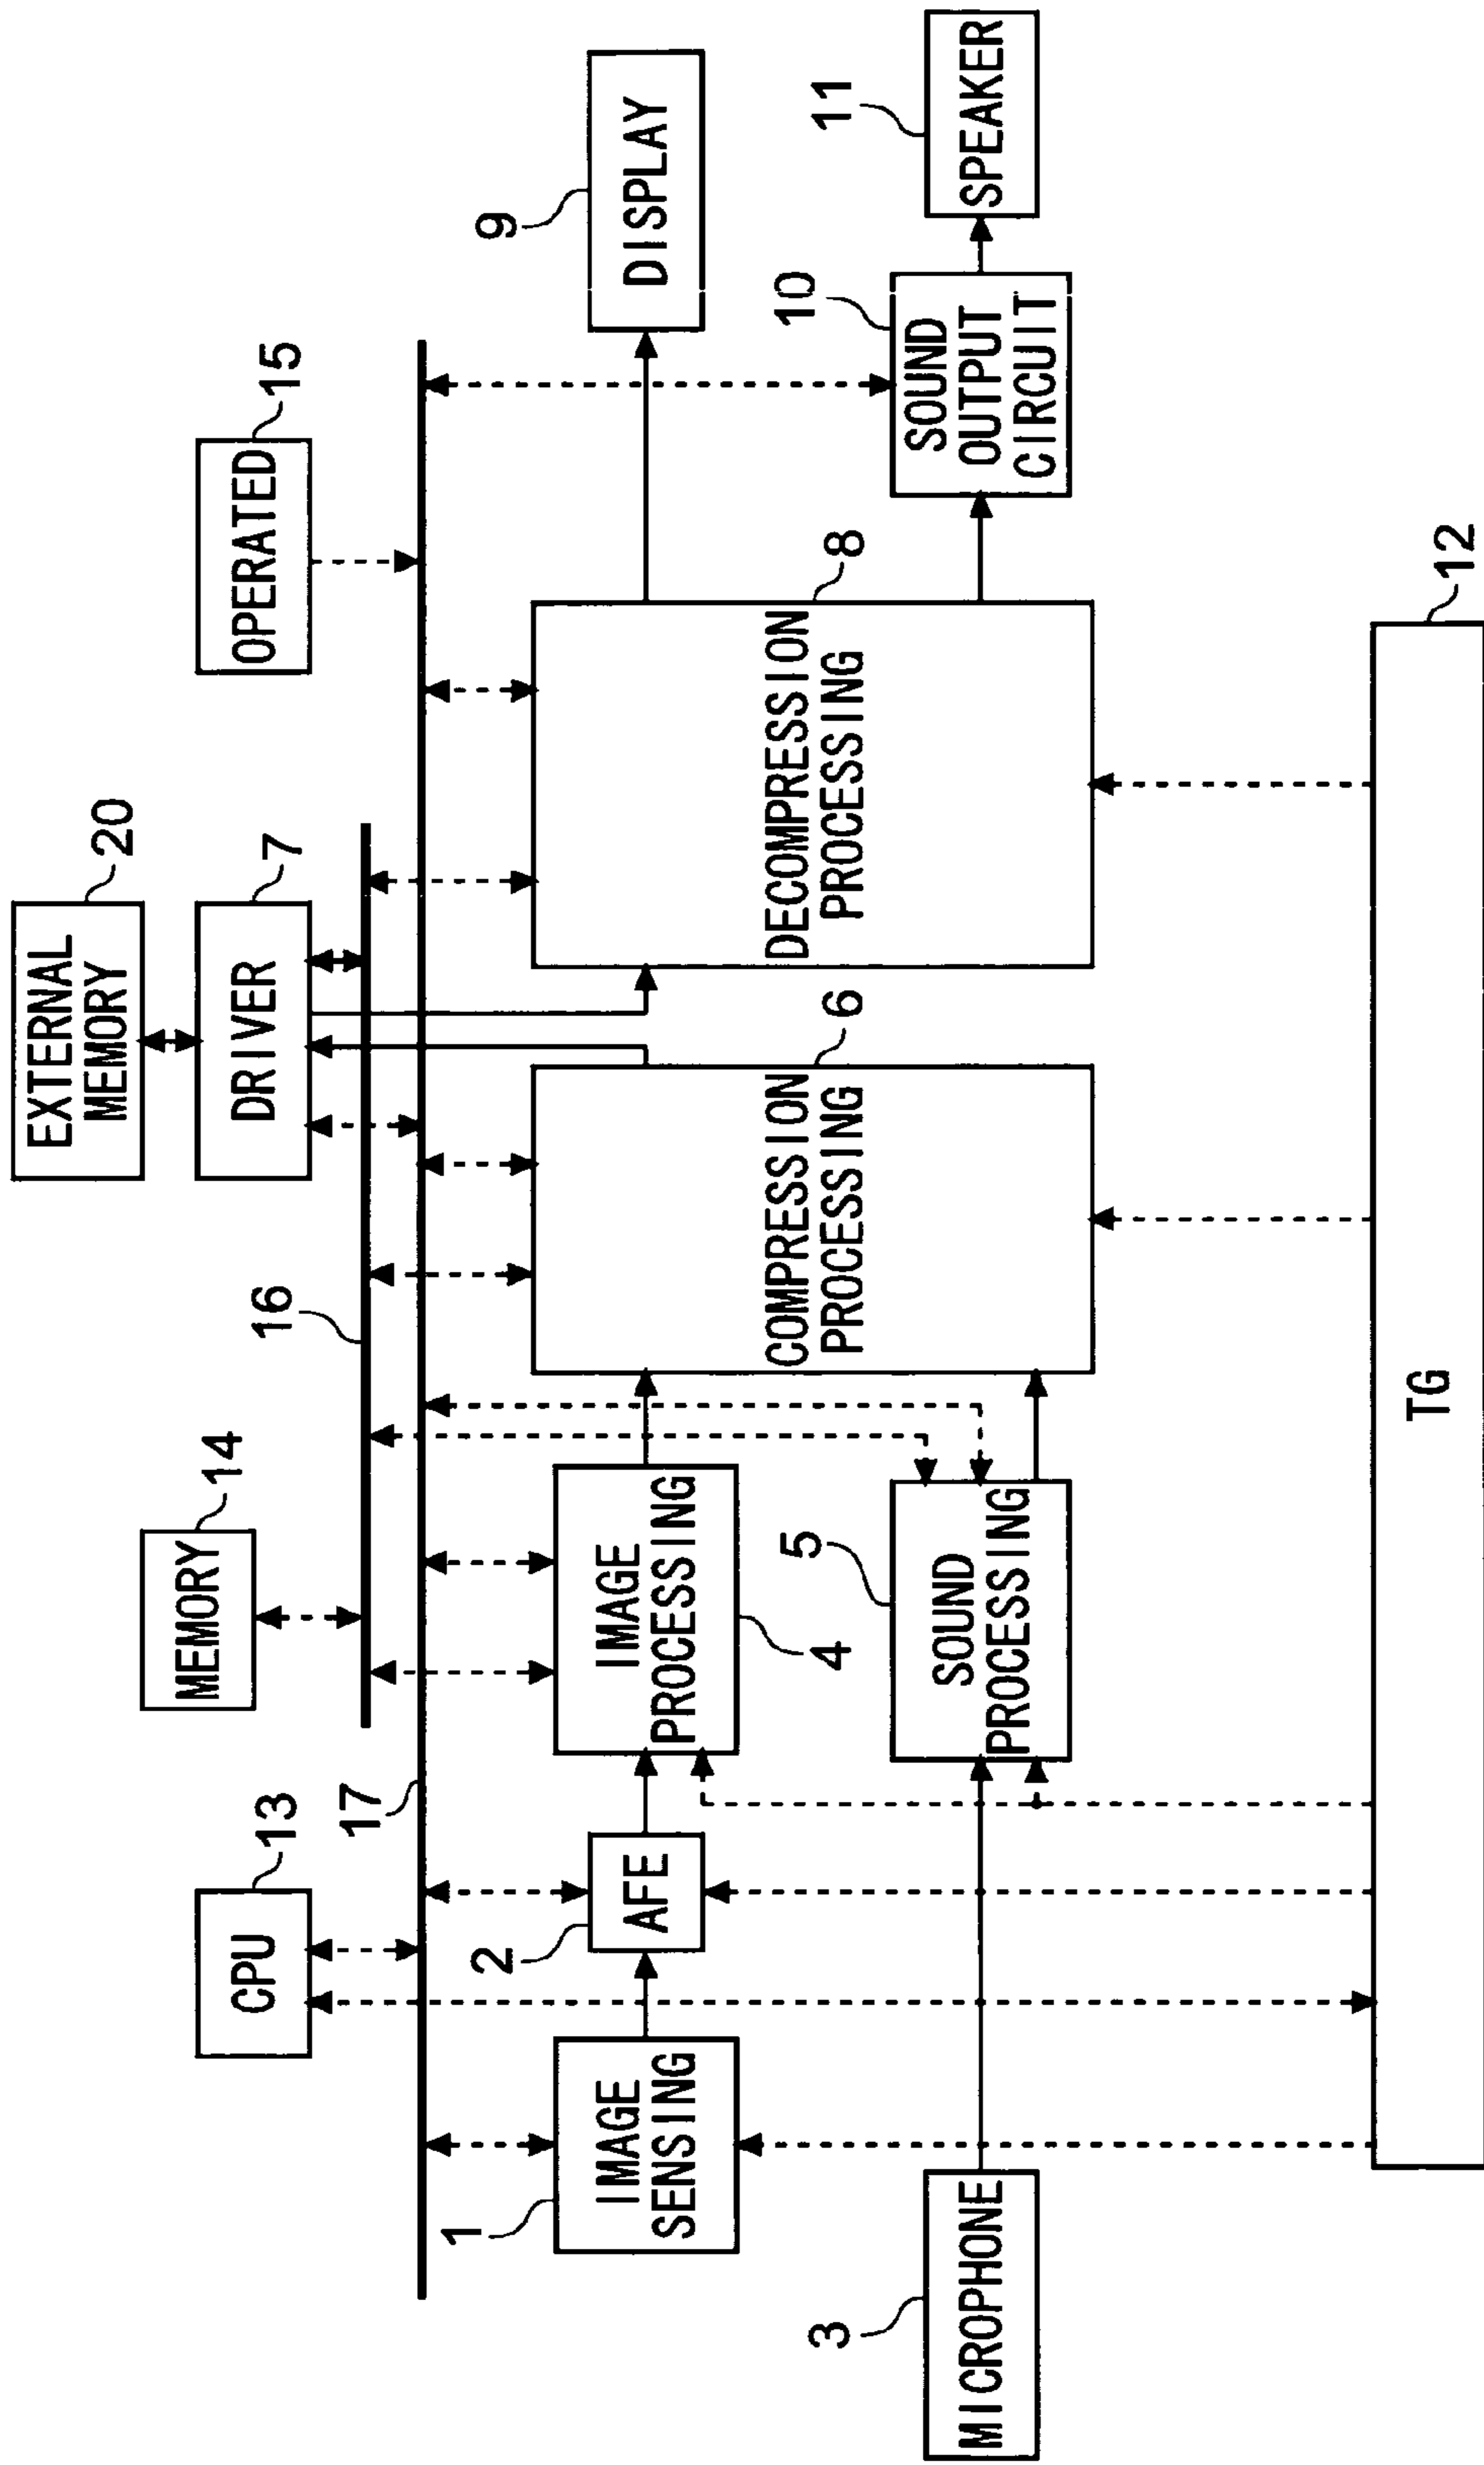 EXTERNAL
MEMORY
20
CPU
13
MEMORY
14
DRIVER
7
OPERATED
15
16
17
1
IMAGE
SENSING
2
AFE
IMAGE
PROCESSING
4
COMPRESSION
PROCESSING
6
DECOMPRESSION
PROCESSING
8
9
DISPLAY
3
MICROPHONE
5
SOUND
PROCESSING
10
SOUND
OUTPUT
CIRCUIT
11
SPEAKER
TG
12